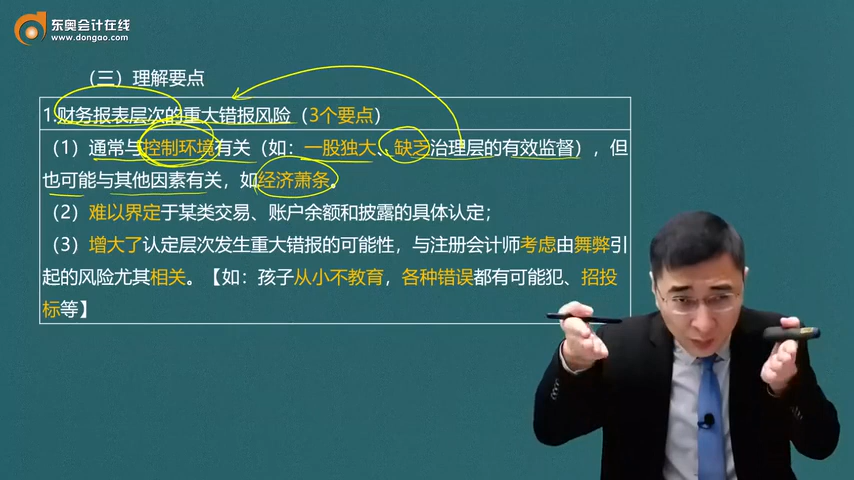 东奥会计在线
www.dongao.com
（三）理解要点
1.财务报表层次的重大错报风险（3个要点）
（1）通常与控制环境有关（如：一股独大、缺乏治理层的有效监督），但
也可能与其他因素有关，如经济萧条。
（2）难以界定于某类交易、账户余额和披露的具体认定；
（3）增大了认定层次发生重大错报的可能性，与注册会计师考虑由舞弊引
起的风险尤其相关。【如：孩子从小不教育，各种错误都有可能犯、招投
标等】